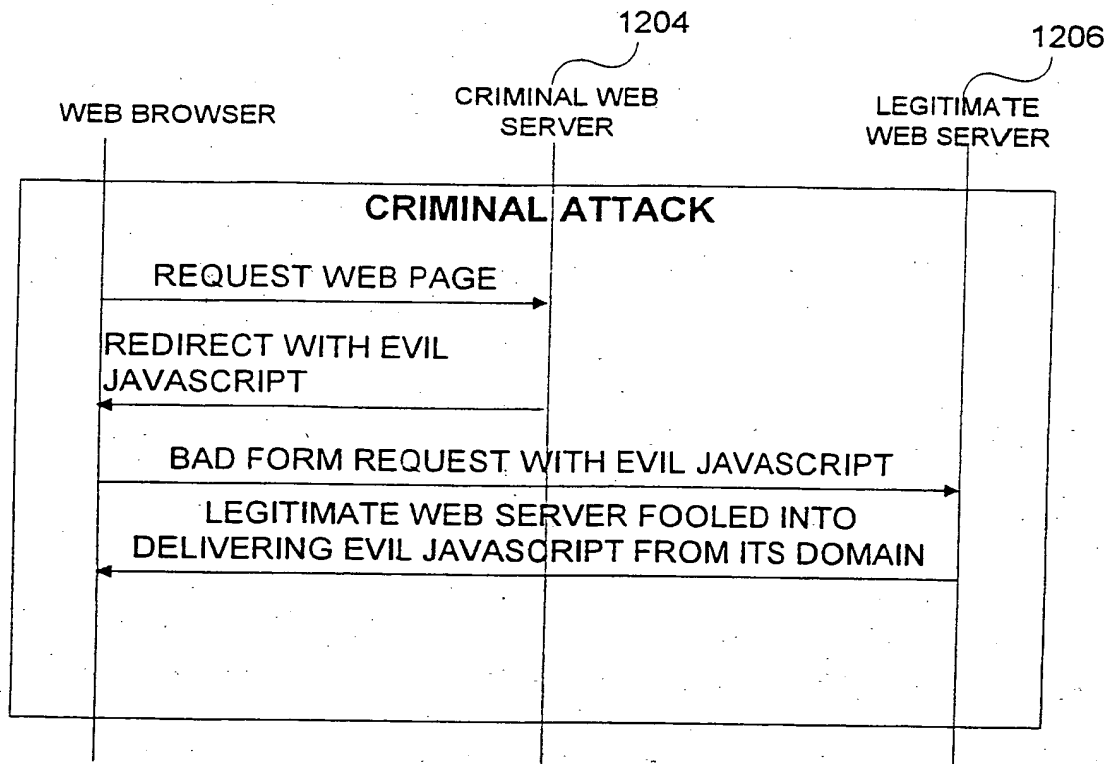 1204
1206
WEB BROWSER
CRIMINAL WEB
SERVER
LEGITIMATE
WEB SERVER
CRIMINAL ATTACK
REQUEST WEB PAGE
REDIRECT WITH EVIL
JAVASCRIPT
BAD FORM REQUEST WITH EVIL JAVASCRIPT
LEGITIMATE WEB SERVER FOOLED INTO
DELIVERING EVIL JAVASCRIPT FROM ITS DOMAIN